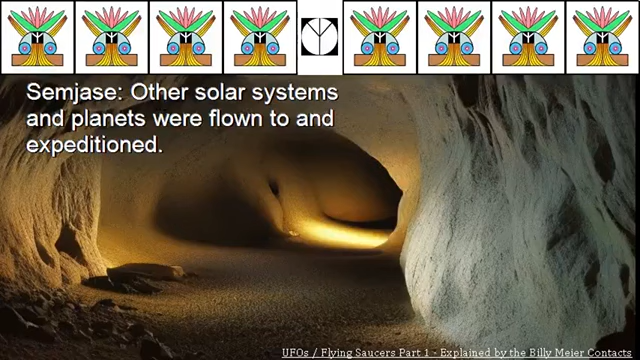 Semjase: Other solar systems
and planets were flown to and
expeditioned.
UFOs / Flying Saucers Part 1 - Explained by the Billy Meier Contacts